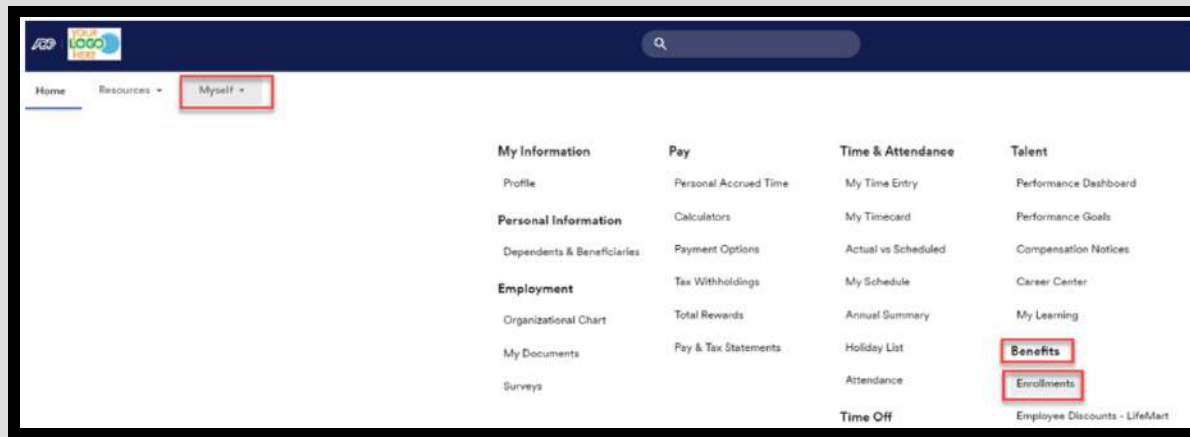 ADP
YOUR
LOGO
HERE
Home
Resources
Myself
My Information
Profile
Personal Information
Dependents & Beneficiaries
Employment
Organizational Chart
My Documents
Surveys
Pay
Personal Accrued Time
Calculators
Payment Options
Tax Withholdings
Total Rewards
Pay & Tax Statements
Time & Attendance
My Time Entry
My Timecard
Actual vs Scheduled
My Schedule
Annual Summary
Holiday List
Attendance
Time Off
Talent
Performance Dashboard
Performance Goals
Compensation Notices
Career Center
My Learning
Benefits
Enrollments
Employee Discounts - LifeMart